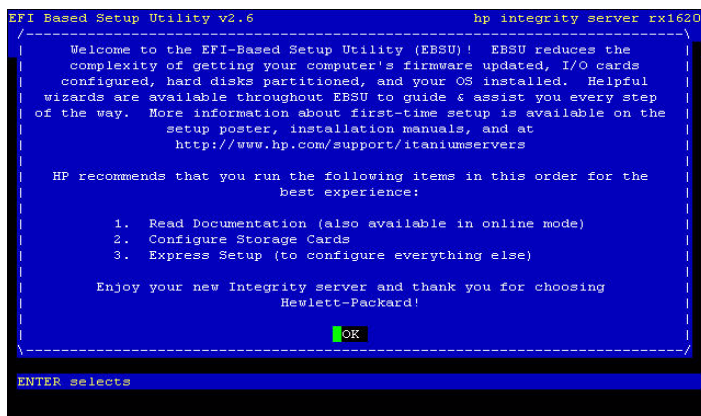 EFI Based Setup Utility v2.6 hp integrity server rx1620
Welcome to the EFI-Based Setup Utility (EBSU)! EBSU reduces the
complexity of getting your computer's firmware updated, I/O cards
configured, hard disks partitioned, and your OS installed. Helpful
wizards are available throughout EBSU to guide & assist you every step
of the way. More information about first-time setup is available on the
setup poster, installation manuals, and at
http://www.hp.com/support/itaniumservers
HP recommends that you run the following items in this order for the
best experience:
1. Read Documentation (also available in online mode)
2. Configure Storage Cards
3. Express Setup (to configure everything else)
Enjoy your new Integrity server and thank you for choosing
Hewlett-Packard!
OK
ENTER selects